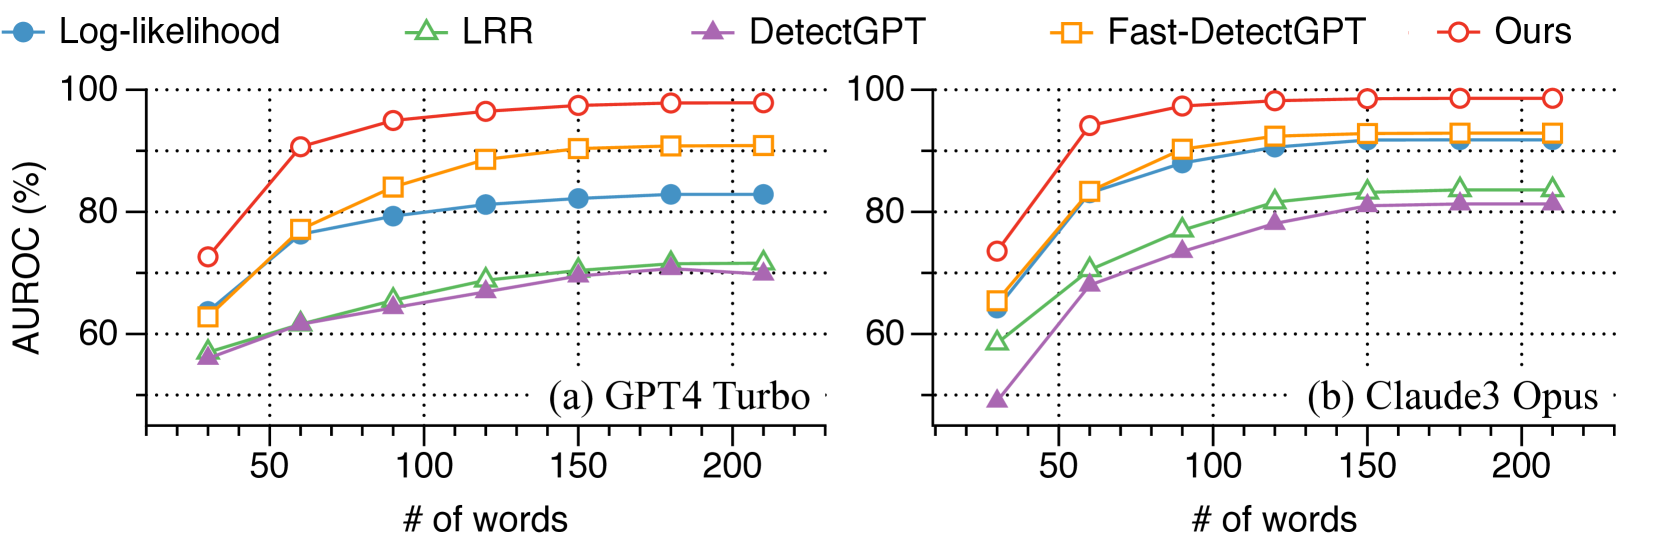 Log-likelihood LRR DetectGPT Fast-DetectGPT Ours
AUROC (%)
100
80
60
50 100 150 200
# of words
(a) GPT4 Turbo
100
80
60
50 100 150 200
# of words
(b) Claude3 Opus